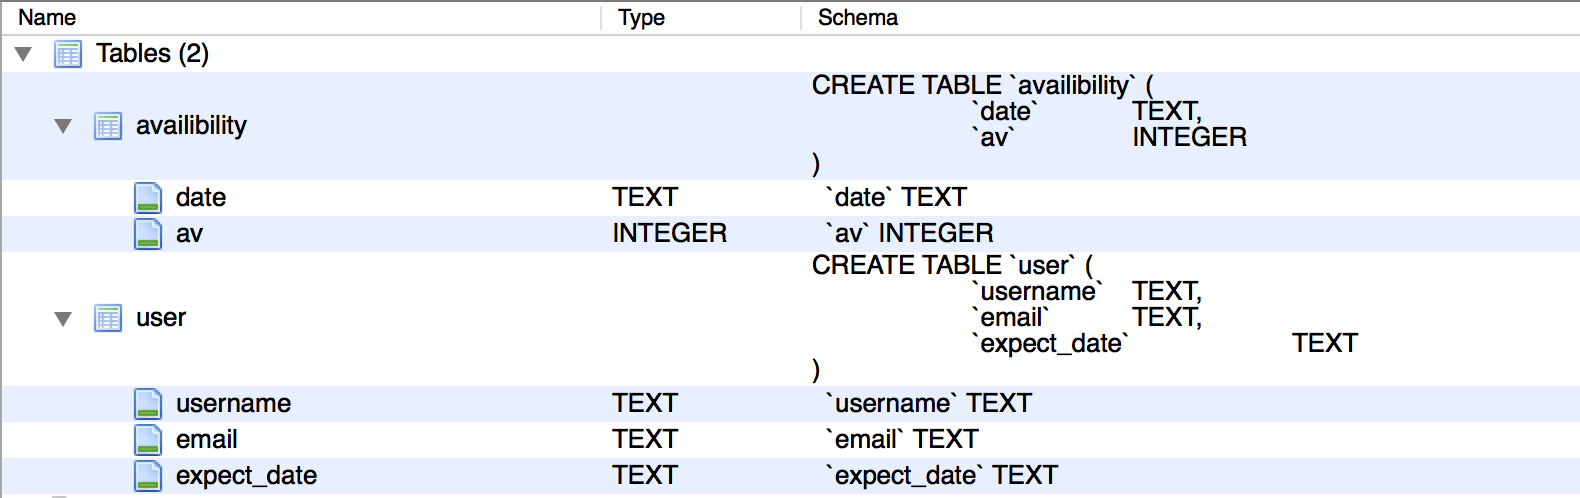 Name Type Schema
Tables (2)
CREATE TABLE `availibility` (
`date` TEXT,
availibility
`av` INTEGER
)
date TEXT `date` TEXT
av INTEGER `av` INTEGER
CREATE TABLE `user` (
`username` TEXT,
user
`email` TEXT,
`expect_date` TEXT
)
username TEXT `username` TEXT
email TEXT `email` TEXT
expect_date TEXT `expect_date` TEXT